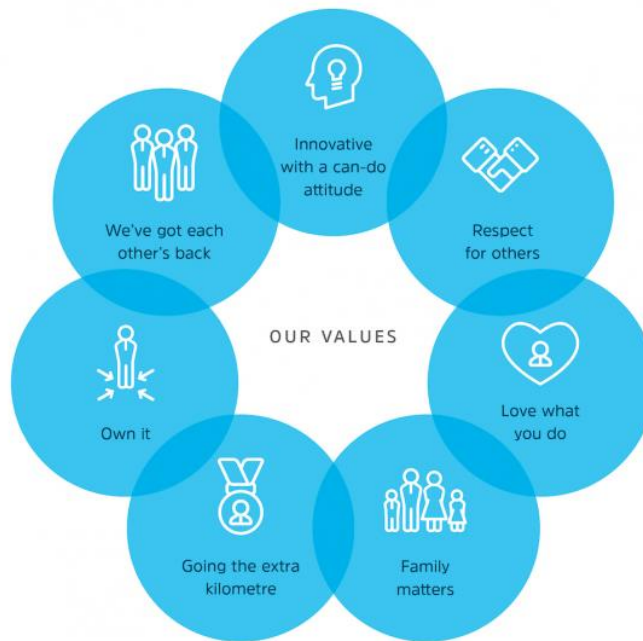 Innovative
with a can-do
attitude
Respect
for others
Love what
you do
Family
matters
Going the extra
kilometre
Own it
We've got each
other's back
OUR VALUES